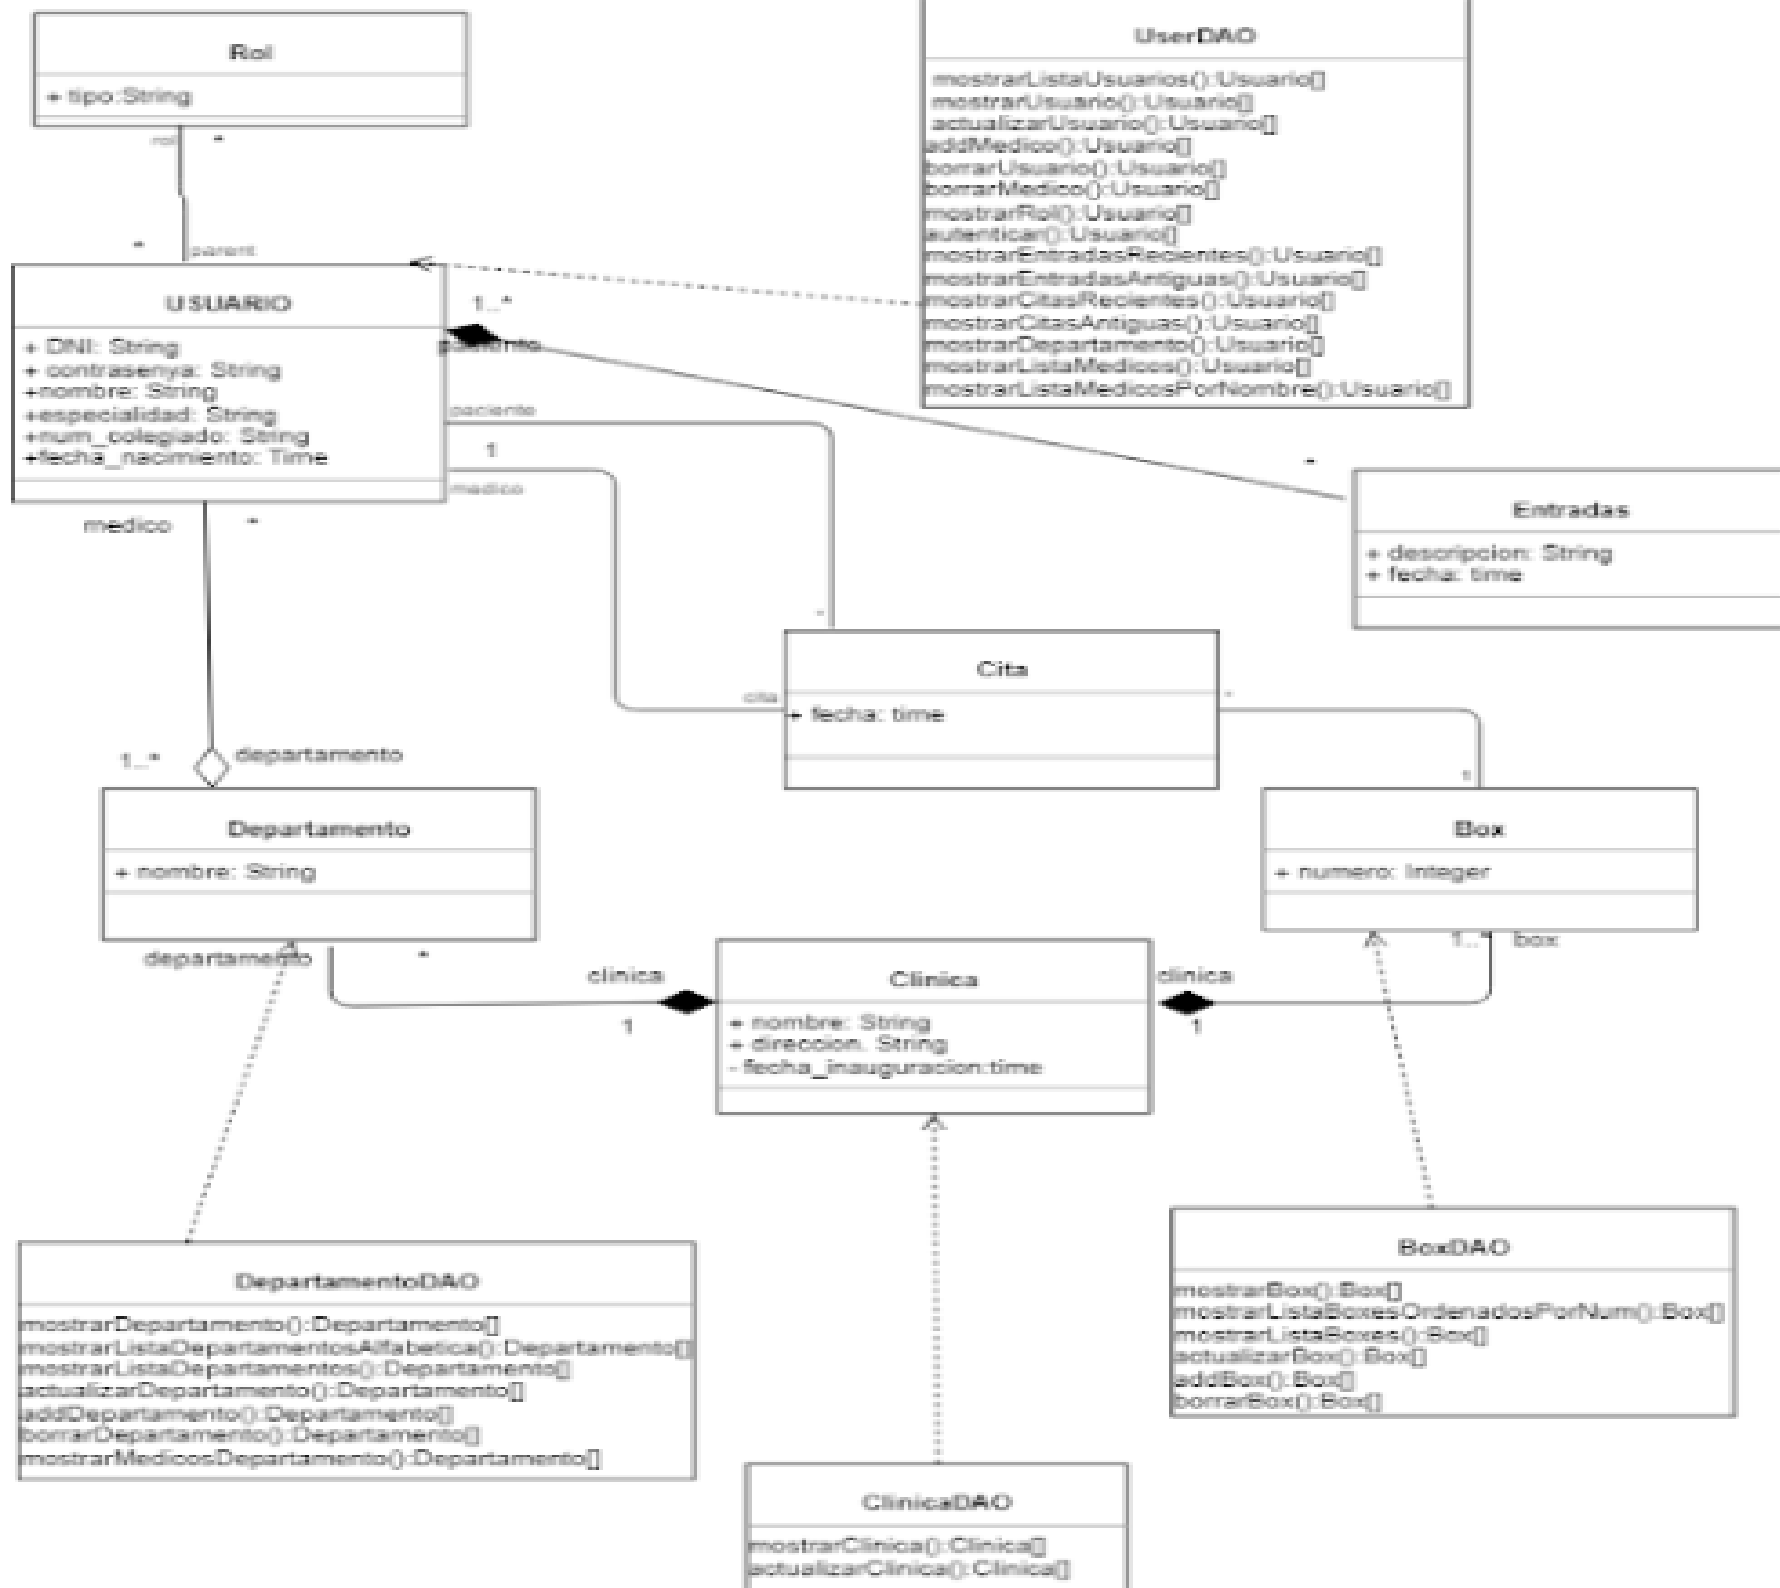 Rol
+ tipo:String
rol *
* parent
UserDAO
mostrarListaUsuarios():Usuario[]
mostrarUsuario():Usuario[]
actualizarUsuario():Usuario[]
addMedico():Usuario[]
borrarUsuario():Usuario[]
borrarMedico():Usuario[]
mostrarRol():Usuario[]
autenticar():Usuario[]
mostrarEntradasRecientes():Usuario[]
mostrarEntradasAntiguas():Usuario[]
mostrarCitasRecientes():Usuario[]
mostrarCitasAntiguas():Usuario[]
mostrarDepartamento():Usuario[]
mostrarListaMedicos():Usuario[]
mostrarListaMedicosPorNombre():Usuario[]
USUARIO
+ DNI: String
+ contrasenya: String
+nombre: String
+especialidad: String
+num_colegiado: String
+fecha_nacimiento: Time
1..*
paciente
paciente
1
medico
*
Entradas
+ descripcion: String
+ fecha: time
medico *
*
Cita
+ fecha: time
cita
*
1
1..* departamento
Departamento
+ nombre: String
Box
+ numero: Integer
departamento *
clinica
1
Clinica
+ nombre: String
+ direccion. String
- fecha_inauguracion:time
clinica
1
1..* box
DepartamentoDAO
mostrarDepartamento():Departamento[]
mostrarListaDepartamentosAlfabetica():Departamento[]
mostrarListaDepartamentos():Departamento[]
actualizarDepartamento():Departamento[]
addDepartamento():Departamento[]
borrarDepartamento():Departamento[]
mostrarMedicosDepartamento():Departamento[]
BoxDAO
mostrarBox():Box[]
mostrarListaBoxesOrdenadosPorNum():Box[]
mostrarListaBoxes():Box[]
actualizarBox():Box[]
addBox():Box[]
borrarBox():Box[]
ClinicaDAO
mostrarClinica():Clinica[]
actualizarClinica():Clinica[]